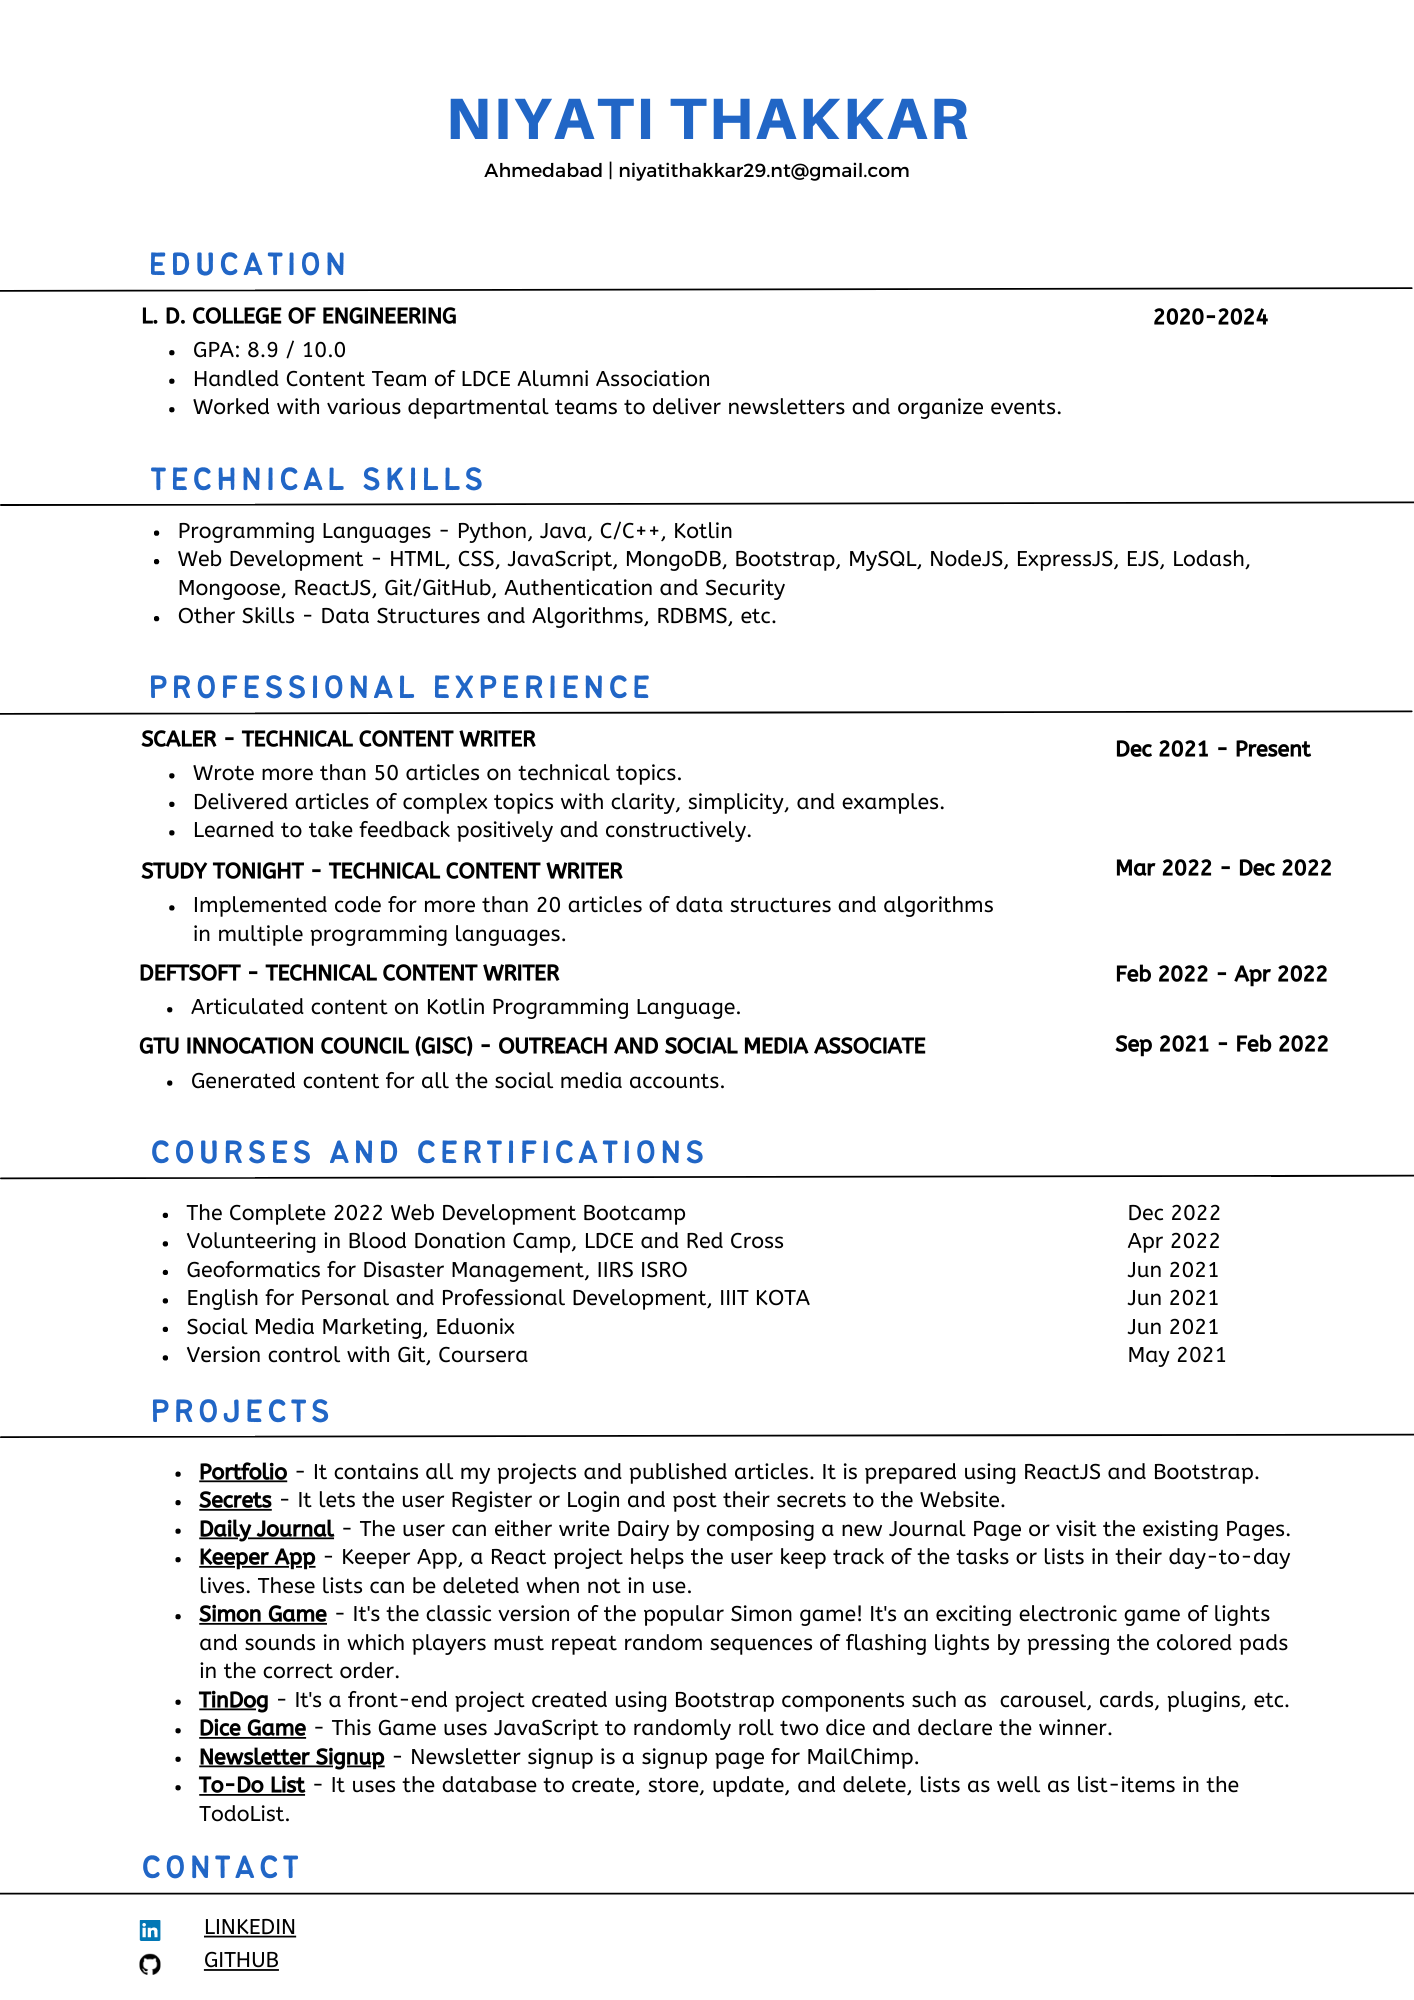 NIYATI THAKKAR
Ahmedabad | niyatithakkar29.nt@gmail.com
EDUCATION
L. D. COLLEGE OF ENGINEERING 2020-2024
• GPA: 8.9 / 10.0
• Handled Content Team of LDCE Alumni Association
• Worked with various departmental teams to deliver newsletters and organize events.
TECHNICAL SKILLS
• Programming Languages - Python, Java, C/C++, Kotlin
• Web Development - HTML, CSS, JavaScript, MongoDB, Bootstrap, MySQL, NodeJS, ExpressJS, EJS, Lodash,
Mongoose, ReactJS, Git/GitHub, Authentication and Security
• Other Skills - Data Structures and Algorithms, RDBMS, etc.
PROFESSIONAL EXPERIENCE
SCALER - TECHNICAL CONTENT WRITER Dec 2021 - Present
• Wrote more than 50 articles on technical topics.
• Delivered articles of complex topics with clarity, simplicity, and examples.
• Learned to take feedback positively and constructively.
STUDY TONIGHT - TECHNICAL CONTENT WRITER Mar 2022 - Dec 2022
• Implemented code for more than 20 articles of data structures and algorithms
in multiple programming languages.
DEFTSOFT - TECHNICAL CONTENT WRITER Feb 2022 - Apr 2022
• Articulated content on Kotlin Programming Language.
GTU INNOCATION COUNCIL (GISC) - OUTREACH AND SOCIAL MEDIA ASSOCIATE Sep 2021 - Feb 2022
• Generated content for all the social media accounts.
COURSES AND CERTIFICATIONS
• The Complete 2022 Web Development Bootcamp Dec 2022
• Volunteering in Blood Donation Camp, LDCE and Red Cross Apr 2022
• Geoformatics for Disaster Management, IIRS ISRO Jun 2021
• English for Personal and Professional Development, IIIT KOTA Jun 2021
• Social Media Marketing, Eduonix Jun 2021
• Version control with Git, Coursera May 2021
PROJECTS
• Portfolio - It contains all my projects and published articles. It is prepared using ReactJS and Bootstrap.
• Secrets - It lets the user Register or Login and post their secrets to the Website.
• Daily Journal - The user can either write Dairy by composing a new Journal Page or visit the existing Pages.
• Keeper App - Keeper App, a React project helps the user keep track of the tasks or lists in their day-to-day
lives. These lists can be deleted when not in use.
• Simon Game - It's the classic version of the popular Simon game! It's an exciting electronic game of lights
and sounds in which players must repeat random sequences of flashing lights by pressing the colored pads
in the correct order.
• TinDog - It's a front-end project created using Bootstrap components such as carousel, cards, plugins, etc.
• Dice Game - This Game uses JavaScript to randomly roll two dice and declare the winner.
• Newsletter Signup - Newsletter signup is a signup page for MailChimp.
• To-Do List - It uses the database to create, store, update, and delete, lists as well as list-items in the
TodoList.
CONTACT
in LINKEDIN
GITHUB